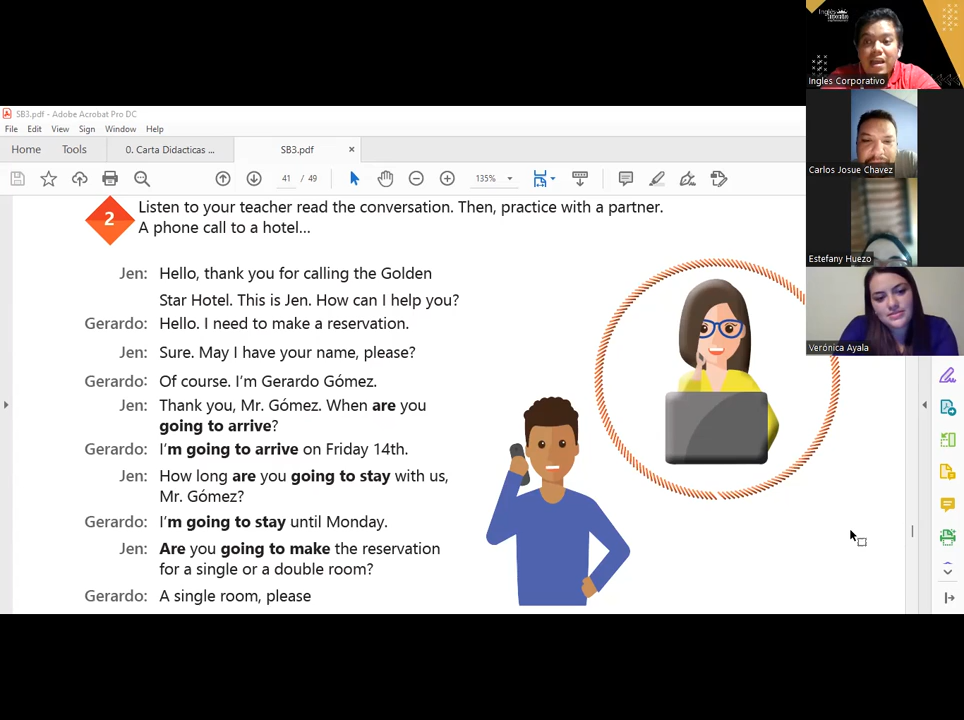 SB3.pdf - Adobe Acrobat Pro DC
File Edit View Sign Window Help
Home Tools 0. Carta Didacticas ... SB3.pdf ×
41 / 49 135%
2 Listen to your teacher read the conversation. Then, practice with a partner.
A phone call to a hotel...
Jen: Hello, thank you for calling the Golden
Star Hotel. This is Jen. How can I help you?
Gerardo: Hello. I need to make a reservation.
Jen: Sure. May I have your name, please?
Gerardo: Of course. I'm Gerardo Gómez.
Jen: Thank you, Mr. Gómez. When are you
going to arrive?
Gerardo: I'm going to arrive on Friday 14th.
Jen: How long are you going to stay with us,
Mr. Gómez?
Gerardo: I'm going to stay until Monday.
Jen: Are you going to make the reservation
for a single or a double room?
Gerardo: A single room, please
Inglés
Corporativo
Ingles Corporativo
Carlos Josue Chavez
Estefany Huezo
Verónica Ayala